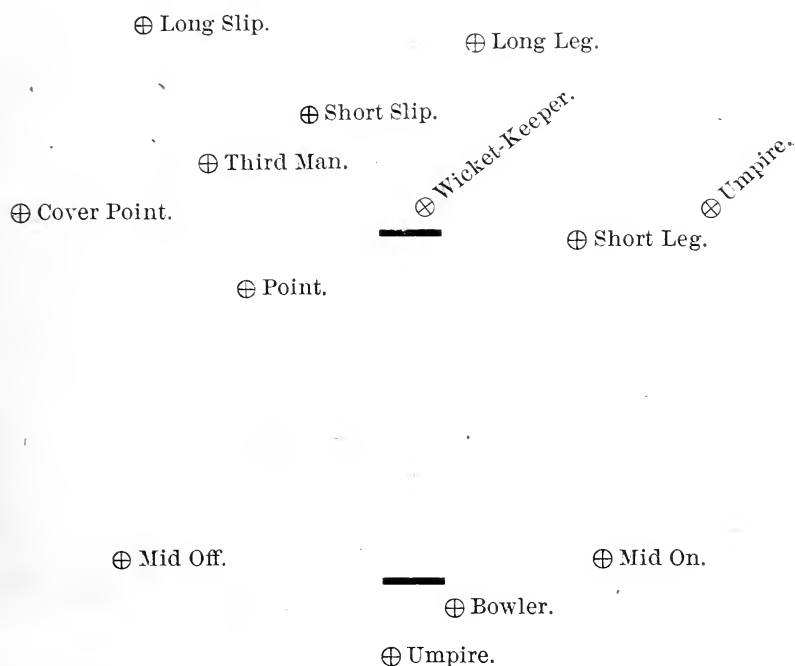 Long Slip.
Long Leg.
Short Slip.
Wicket-Keeper.
Third Man.
Umpire.
Cover Point.
Short Leg.
Point.
Mid Off.
Mid On.
Bowler.
Umpire.